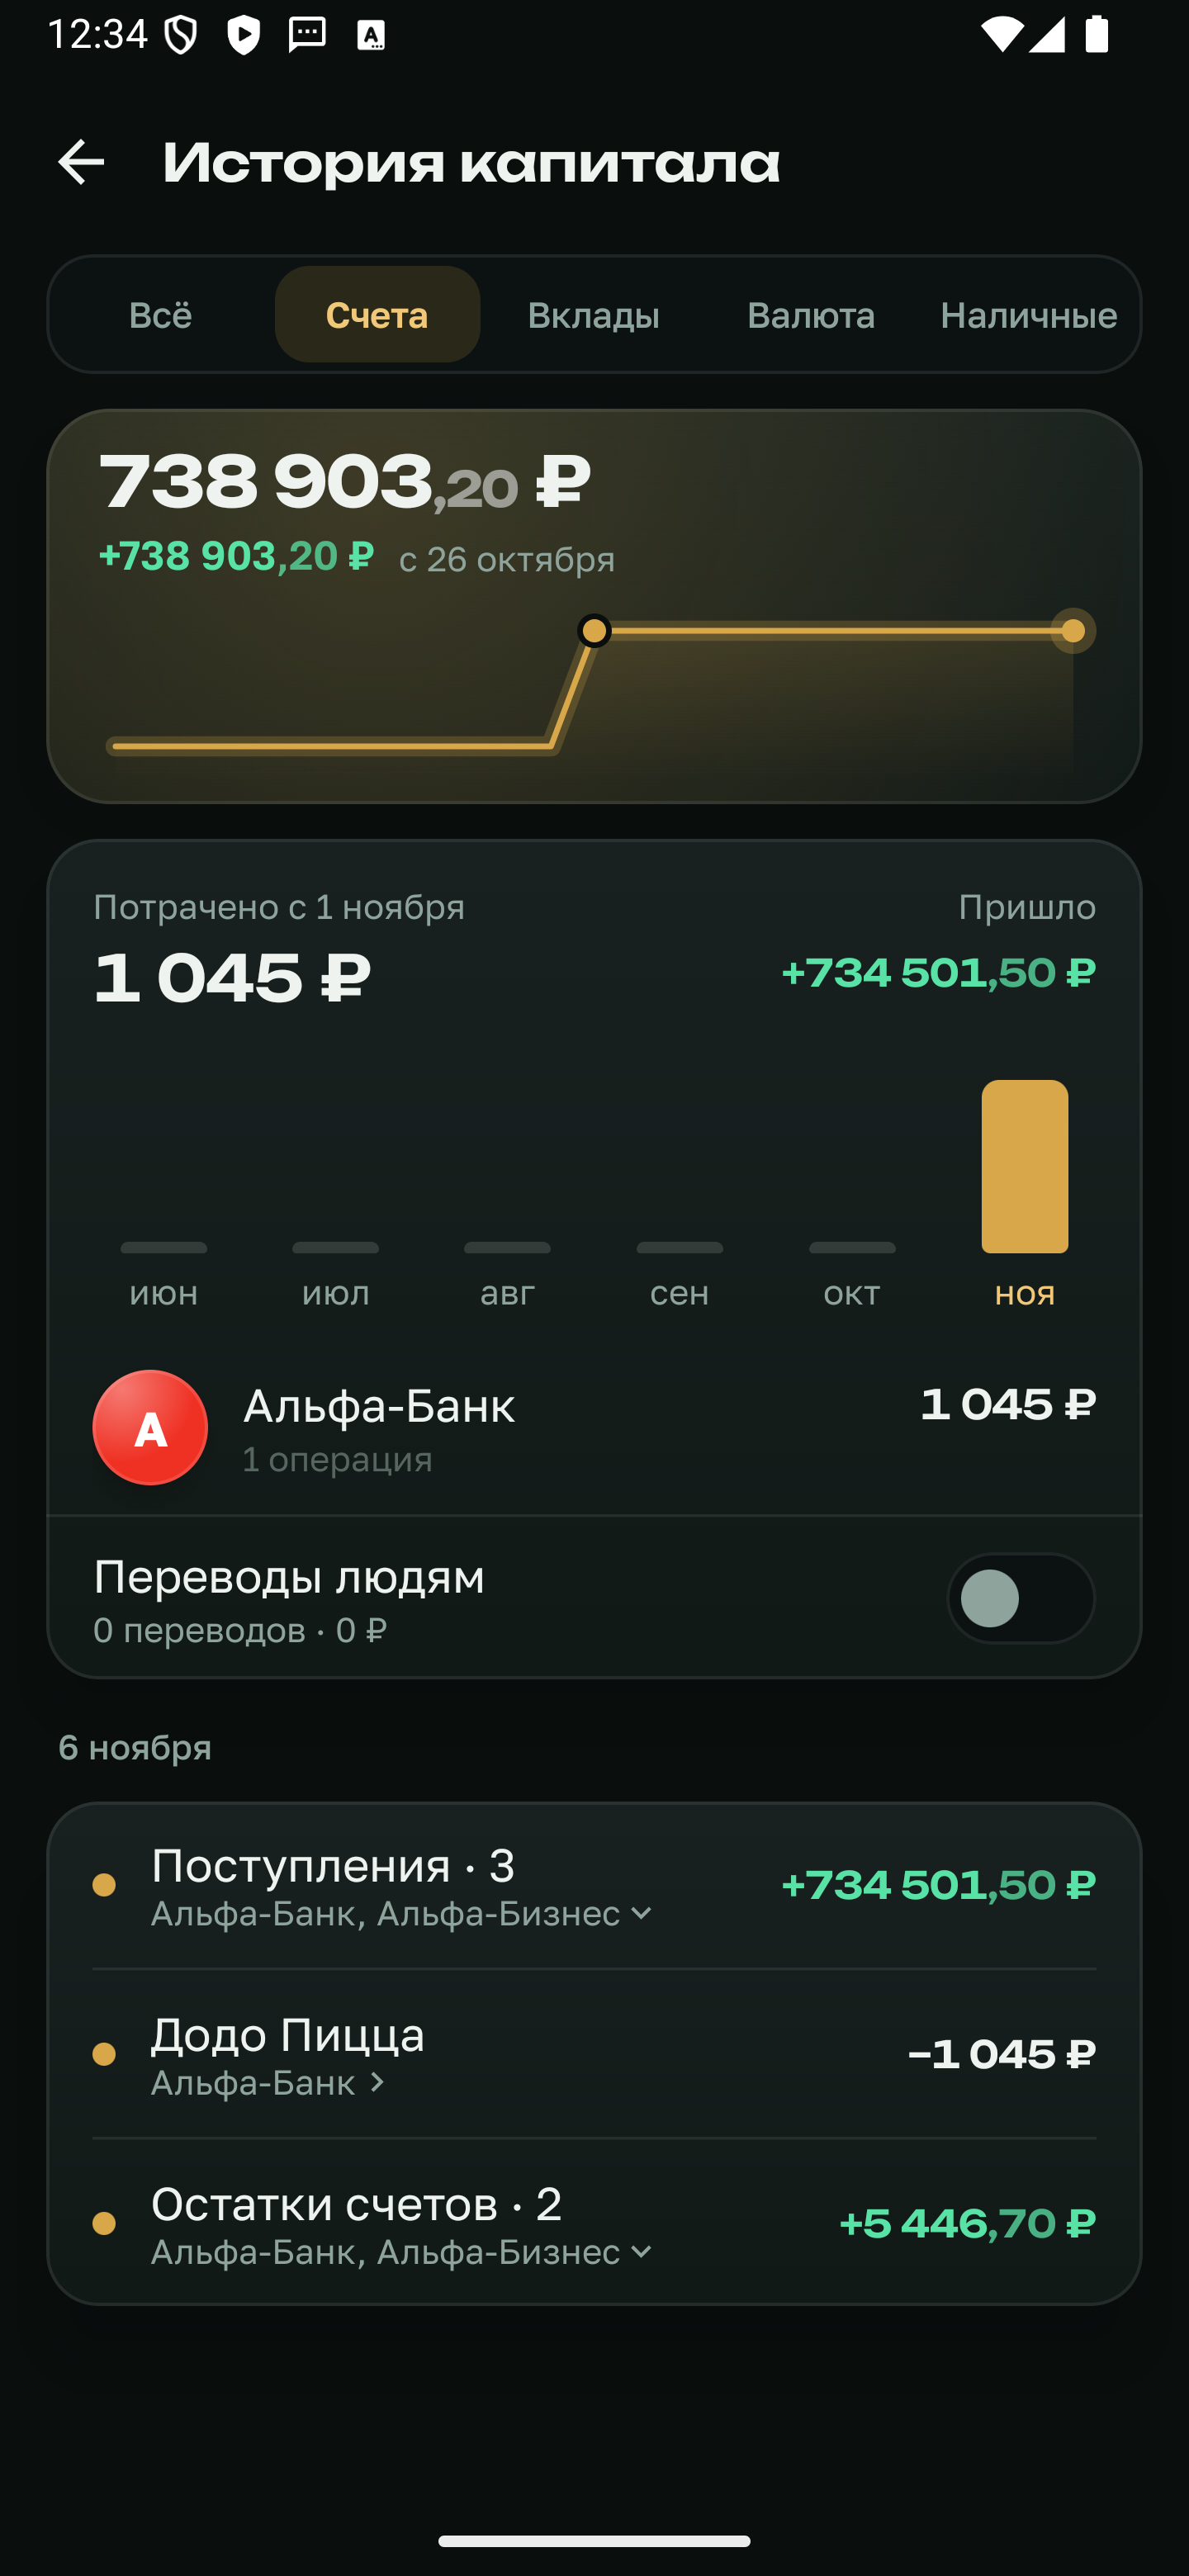 12:34
История капитала
Всё Счета Вклады Валюта Наличные
738 903,20 ₽
+738 903,20 ₽ с 26 октября
Потрачено с 1 ноября Пришло
1 045 ₽ +734 501,50 ₽
июн июл авг сен окт ноя
A Альфа-Банк 1 045 ₽
1 операция
Переводы людям
0 переводов · 0 ₽
6 ноября
Поступления · 3 +734 501,50 ₽
Альфа-Банк, Альфа-Бизнес
Додо Пицца −1 045 ₽
Альфа-Банк
Остатки счетов · 2 +5 446,70 ₽
Альфа-Банк, Альфа-Бизнес